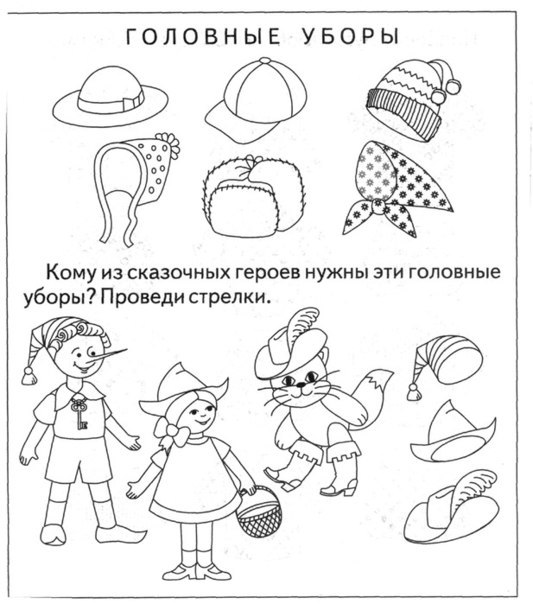 ГОЛОВНЫЕ УБОРЫ
Кому из сказочных героев нужны эти головные
уборы? Проведи стрелки.